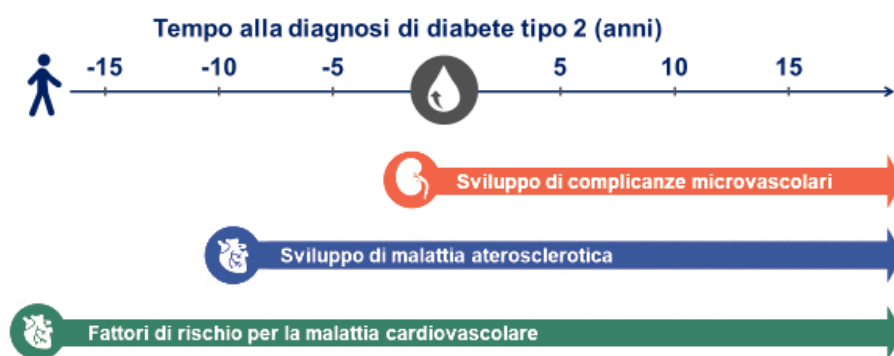 Tempo alla diagnosi di diabete tipo 2 (anni)
-15 -10 -5 5 10 15
Sviluppo di complicanze microvascolari
Sviluppo di malattia aterosclerotica
Fattori di rischio per la malattia cardiovascolare